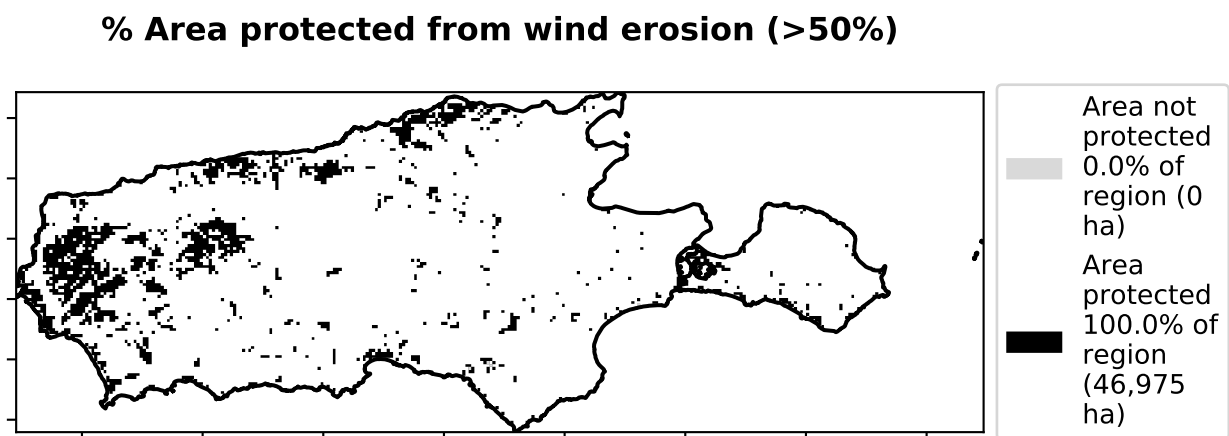 % Area protected from wind erosion (>50%)
Area not
protected
0.0% of
region (0
ha)
Area
protected
100.0% of
region
(46,975
ha)